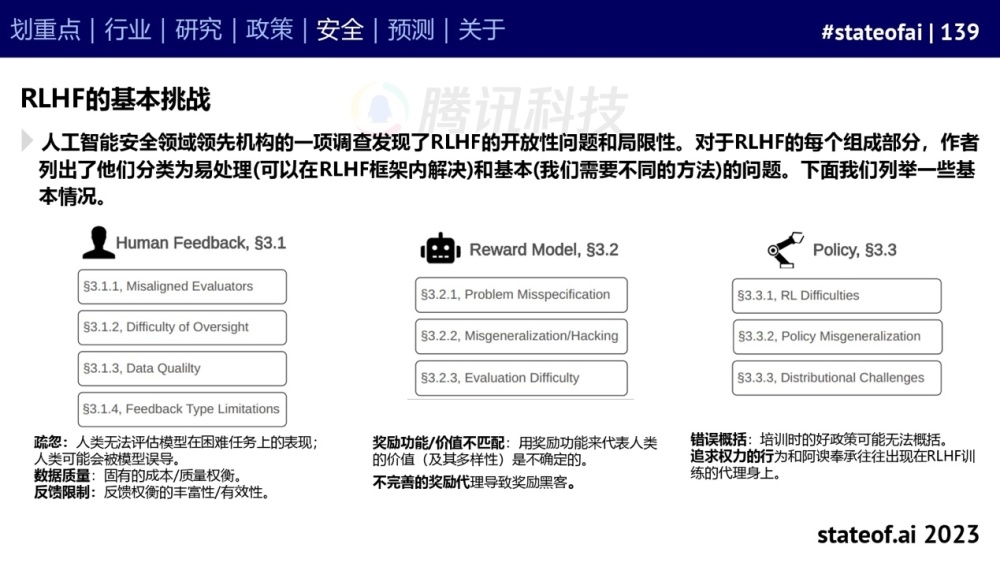 划重点 | 行业 | 研究 | 政策 | 安全 | 预测 | 关于
#stateofai | 139
腾讯科技
RLHF的基本挑战
人工智能安全领域领先机构的一项调查发现了RLHF的开放性问题和局限性。对于RLHF的每个组成部分，作者
列出了他们分类为易处理(可以在RLHF框架内解决)和基本(我们需要不同的方法)的问题。下面我们列举一些基
本情况。
Human Feedback, §3.1
§3.1.1, Misaligned Evaluators
§3.1.2, Difficulty of Oversight
§3.1.3, Data Qualilty
§3.1.4, Feedback Type Limitations
疏忽：人类无法评估模型在困难任务上的表现；
人类可能会被模型误导。
数据质量：固有的成本/质量权衡。
反馈限制：反馈权衡的丰富性/有效性。
Reward Model, §3.2
§3.2.1, Problem Misspecification
§3.2.2, Misgeneralization/Hacking
§3.2.3, Evaluation Difficulty
奖励功能/价值不匹配：用奖励功能来代表人类
的价值（及其多样性）是不确定的。
不完善的奖励代理导致奖励黑客。
Policy, §3.3
§3.3.1, RL Difficulties
§3.3.2, Policy Misgeneralization
§3.3.3, Distributional Challenges
错误概括：培训时的好政策可能无法概括。
追求权力的行为和阿谀奉承往往出现在RLHF训
练的代理身上。
stateof.ai 2023